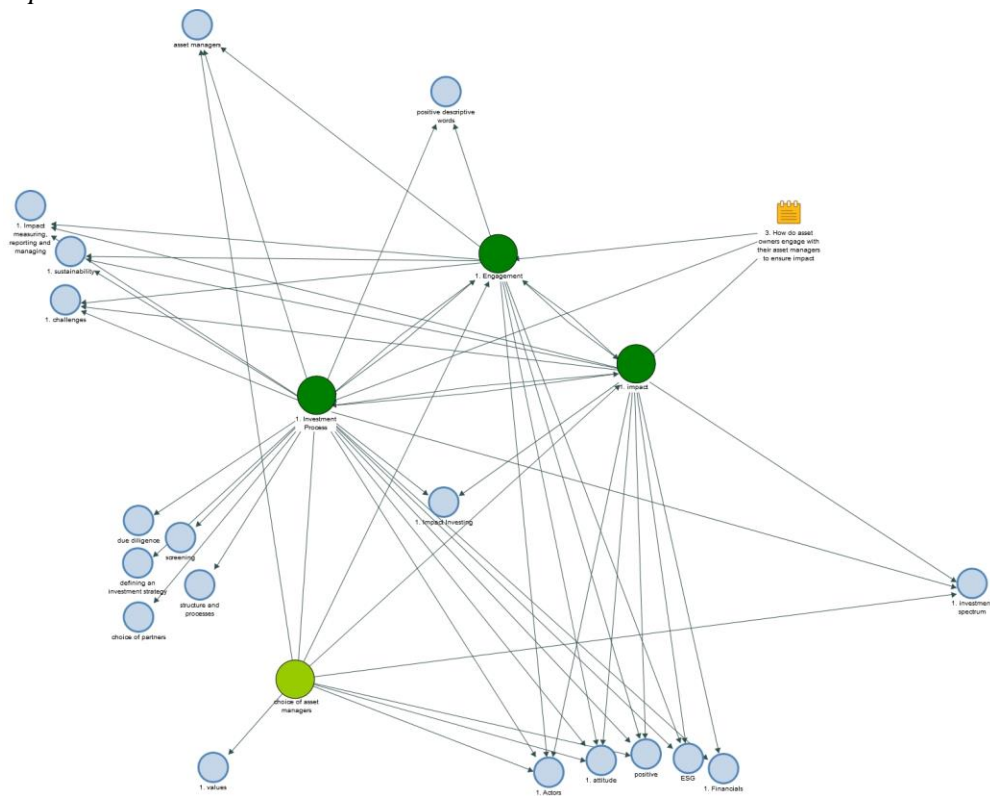 asset managers
positive descriptive
words
1. Impact
measuring,
reporting and
managing
3. How do asset
owners engage with
their asset managers
to ensure impact
1. sustainability
1. Engagement
1. challenges
1. impact
1. Investment
Process
1. Impact Investing
due diligence
screening
defining an
investment strategy
structure and
processes
choice of partners
1. Investmen
spectrum
choice of asset
managers
1. values
1. Actors
1. attitude
positive
ESG
1. Financials